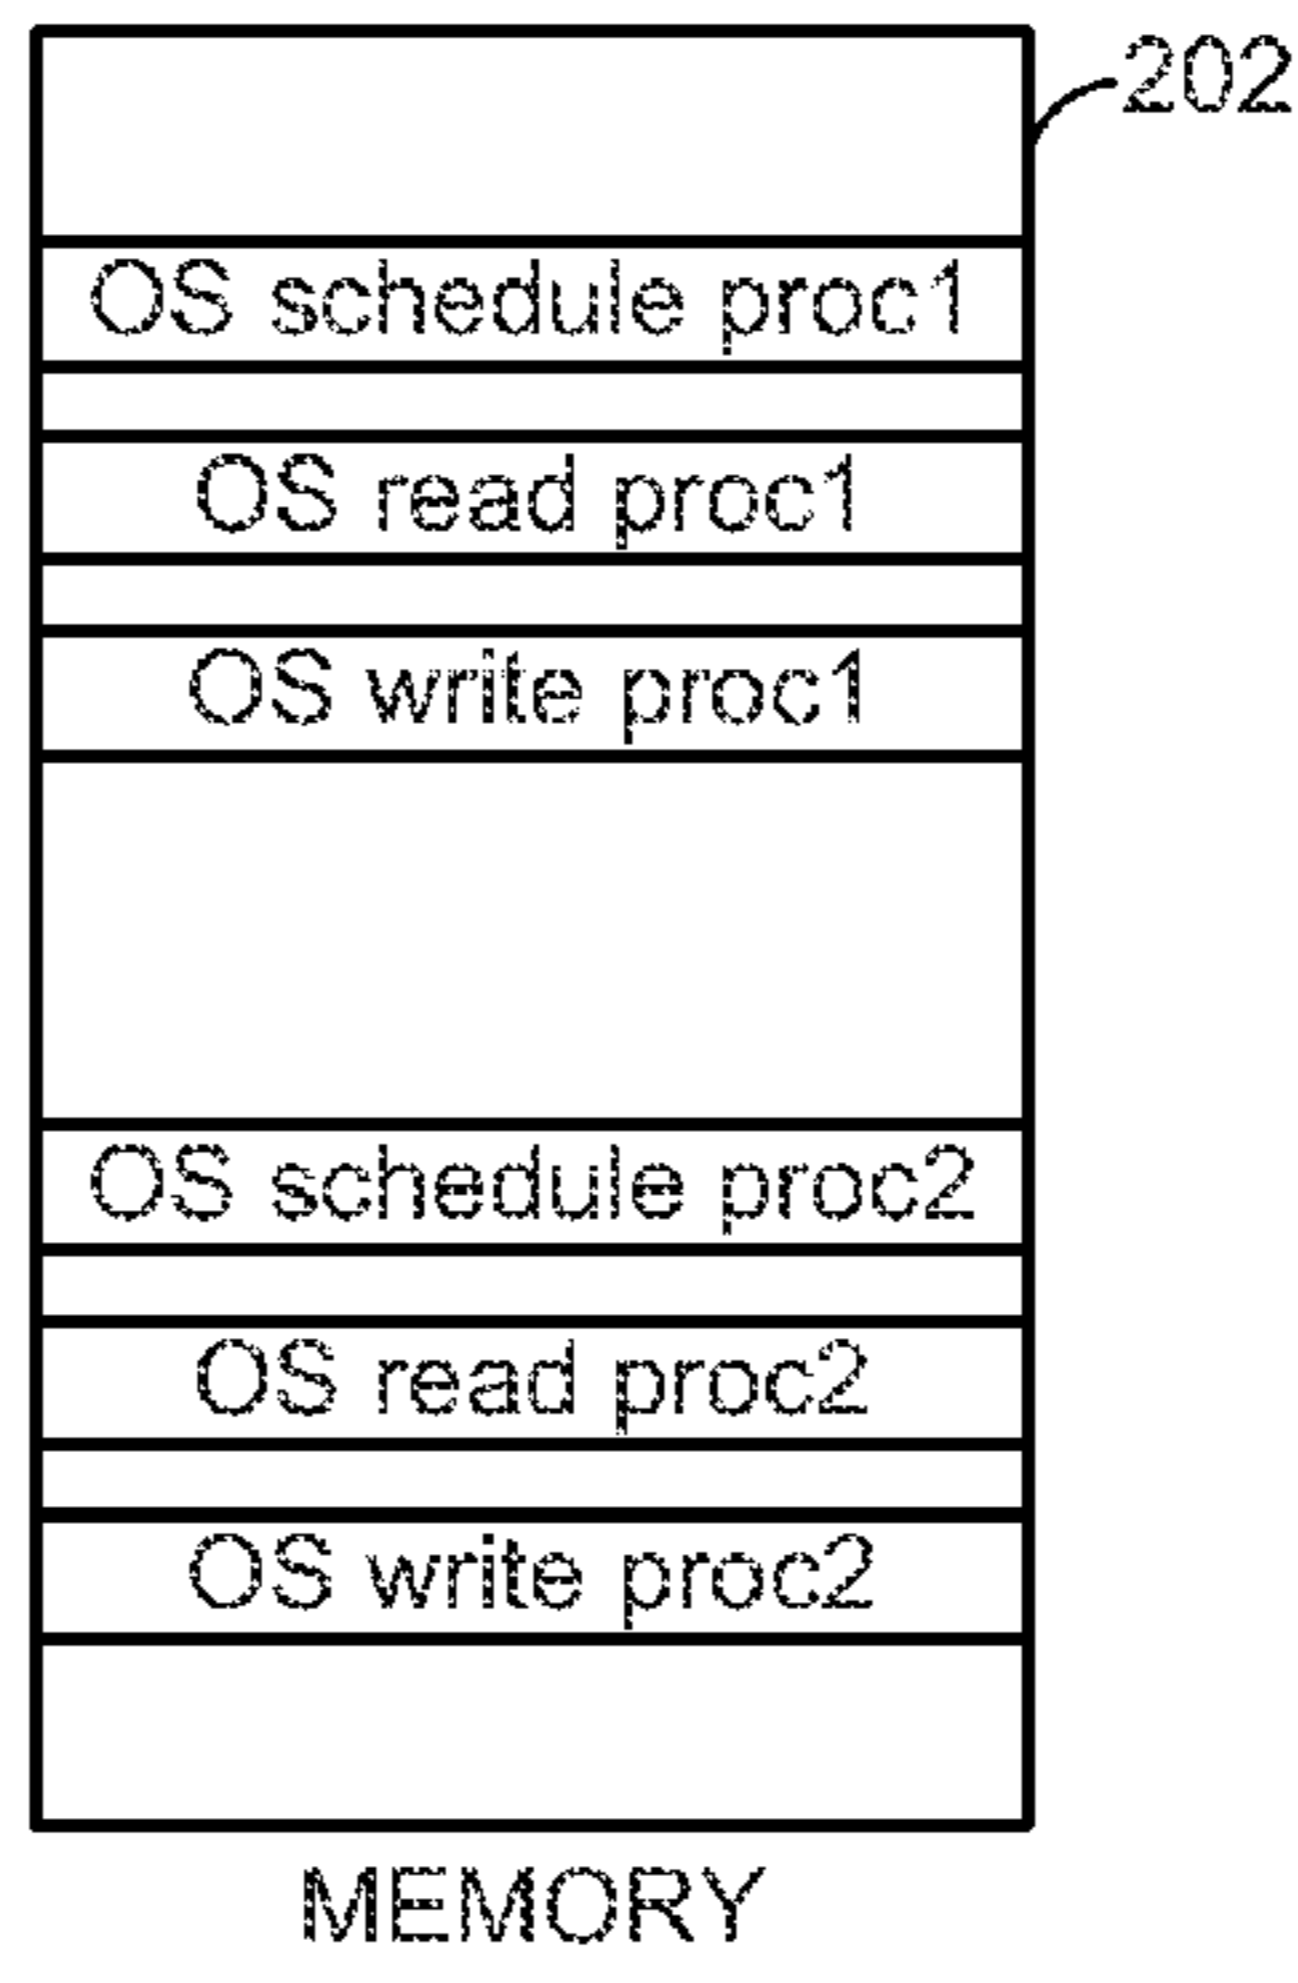 202
OS schedule proc1
OS read proc1
OS write proc1
OS schedule proc2
OS read proc2
OS write proc2
MEMORY